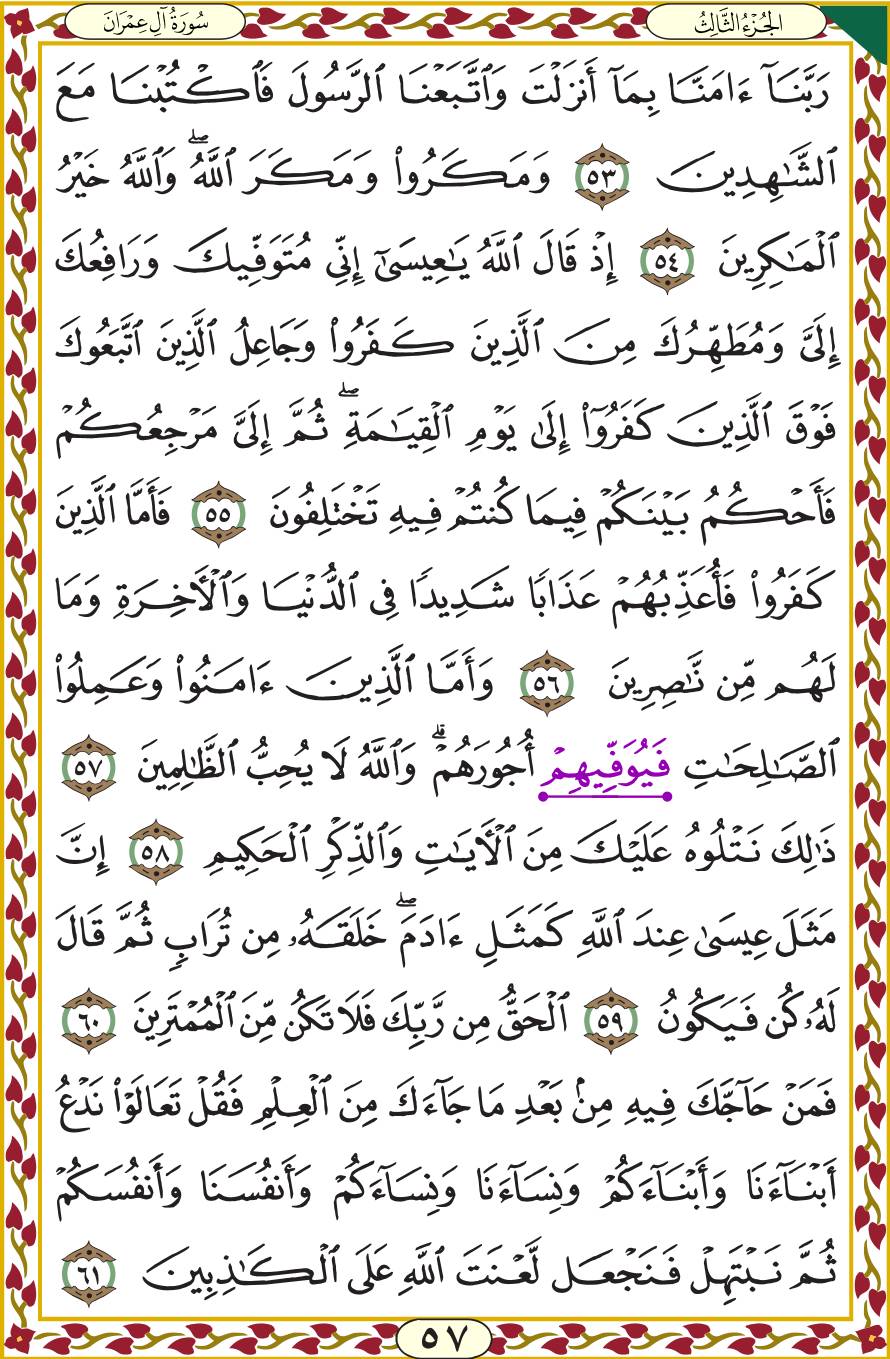 الجُزْءُ الثَّالِثُ
سُورَةُ آلِ عِمْرَانَ
رَبَّنَآ ءَامَنَّا بِمَآ أَنزَلْتَ وَٱتَّبَعْنَا ٱلرَّسُولَ فَٱكْتُبْنَا مَعَ
ٱلشَّٰهِدِينَ ٥٣ وَمَكَرُوا۟ وَمَكَرَ ٱللَّهُۖ وَٱللَّهُ خَيْرُ
ٱلْمَٰكِرِينَ ٥٤ إِذْ قَالَ ٱللَّهُ يَٰعِيسَىٰٓ إِنِّي مُتَوَفِّيكَ وَرَافِعُكَ
إِلَىَّ وَمُطَهِّرُكَ مِنَ ٱلَّذِينَ كَفَرُوا۟ وَجَاعِلُ ٱلَّذِينَ ٱتَّبَعُوكَ
فَوْقَ ٱلَّذِينَ كَفَرُوٓا۟ إِلَىٰ يَوْمِ ٱلْقِيَٰمَةِۖ ثُمَّ إِلَىَّ مَرْجِعُكُمْ
فَأَحْكُمُ بَيْنَكُمْ فِيمَا كُنتُمْ فِيهِ تَخْتَلِفُونَ ٥٥ فَأَمَّا ٱلَّذِينَ
كَفَرُوا۟ فَأُعَذِّبُهُمْ عَذَابًا شَدِيدًا فِى ٱلدُّنْيَا وَٱلْأَخِرَةِ وَمَا
لَهُم مِّن نَّٰصِرِينَ ٥٦ وَأَمَّا ٱلَّذِينَ ءَامَنُوا۟ وَعَمِلُوا۟
ٱلصَّٰلِحَٰتِ فَيُوَفِّيهِمْ أُجُورَهُمْۗ وَٱللَّهُ لَا يُحِبُّ ٱلظَّٰلِمِينَ ٥٧
ذَٰلِكَ نَتْلُوهُ عَلَيْكَ مِنَ ٱلْأَيَٰتِ وَٱلذِّكْرِ ٱلْحَكِيمِ ٥٨ إِنَّ
مَثَلَ عِيسَىٰ عِندَ ٱللَّهِ كَمَثَلِ ءَادَمَۖ خَلَقَهُۥ مِن تُرَابٍ ثُمَّ قَالَ
لَهُۥ كُن فَيَكُونُ ٥٩ ٱلْحَقُّ مِن رَّبِّكَ فَلَا تَكُن مِّنَ ٱلْمُمْتَرِينَ ٦٠
فَمَنْ حَآجَّكَ فِيهِ مِنۢ بَعْدِ مَا جَآءَكَ مِنَ ٱلْعِلْمِ فَقُلْ تَعَالَوْا۟ نَدْعُ
أَبْنَآءَنَا وَأَبْنَآءَكُمْ وَنِسَآءَنَا وَنِسَآءَكُمْ وَأَنفُسَنَا وَأَنفُسَكُمْ
ثُمَّ نَبْتَهِلْ فَنَجْعَل لَّعْنَتَ ٱللَّهِ عَلَى ٱلْكَٰذِبِينَ ٦١
٥٧